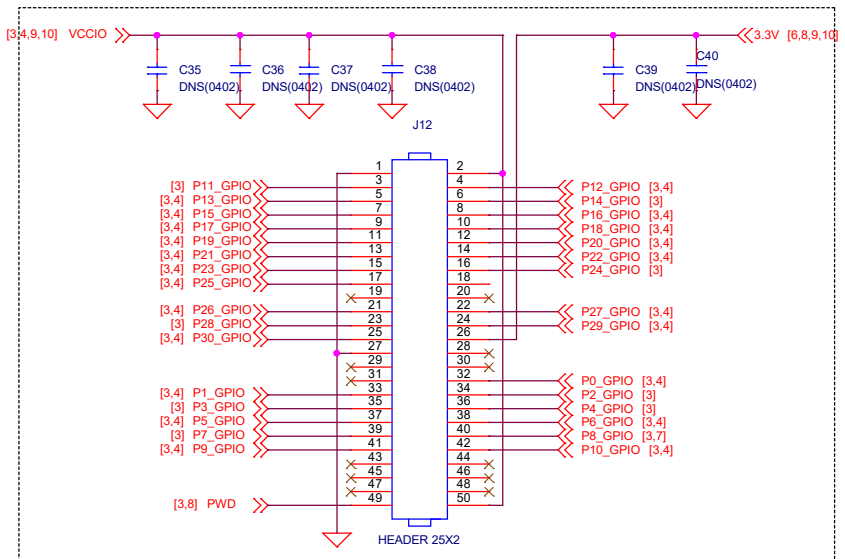 [3,4,9,10] VCCIO
3.3V [6,8,9,10]
C35
DNS(0402)
C36
DNS(0402)
C37
DNS(0402)
C38
DNS(0402)
C39
DNS(0402)
C40
DNS(0402)
J12
1 2
[3] P11_GPIO 3 4 P12_GPIO [3,4]
[3,4] P13_GPIO 5 6 P14_GPIO [3]
[3,4] P15_GPIO 7 8 P16_GPIO [3,4]
[3,4] P17_GPIO 9 10 P18_GPIO [3,4]
[3,4] P19_GPIO 11 12 P20_GPIO [3,4]
[3,4] P21_GPIO 13 14 P22_GPIO [3,4]
[3,4] P23_GPIO 15 16 P24_GPIO [3]
[3,4] P25_GPIO 17 18
19 20
[3,4] P26_GPIO 21 22 P27_GPIO [3,4]
[3] P28_GPIO 23 24 P29_GPIO [3,4]
[3,4] P30_GPIO 25 26
27 28
29 30
31 32 P0_GPIO [3,4]
[3,4] P1_GPIO 33 34 P2_GPIO [3]
[3] P3_GPIO 35 36 P4_GPIO [3]
[3,4] P5_GPIO 37 38 P6_GPIO [3,4]
[3] P7_GPIO 39 40 P8_GPIO [3,7]
[3,4] P9_GPIO 41 42 P10_GPIO [3,4]
43 44
45 46
47 48
[3,8] PWD 49 50
HEADER 25X2